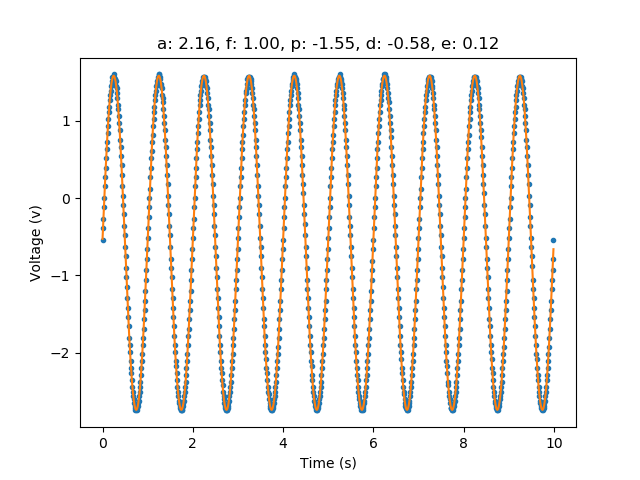 a: 2.16, f: 1.00, p: -1.55, d: -0.58, e: 0.12
1
0
−1
−2
Voltage (v)
0 2 4 6 8 10
Time (s)